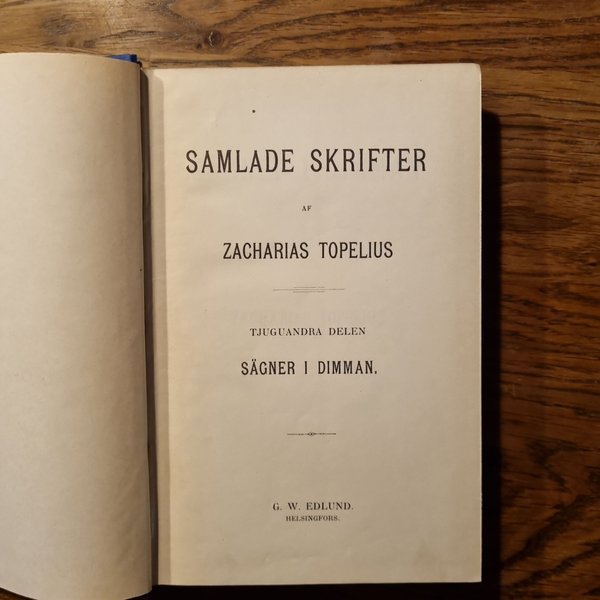 SAMLADE SKRIFTER
AF
ZACHARIAS TOPELIUS
TJUGUANDRA DELEN
SÄGNER I DIMMAN.
G. W. EDLUND.
HELSINGFORS.